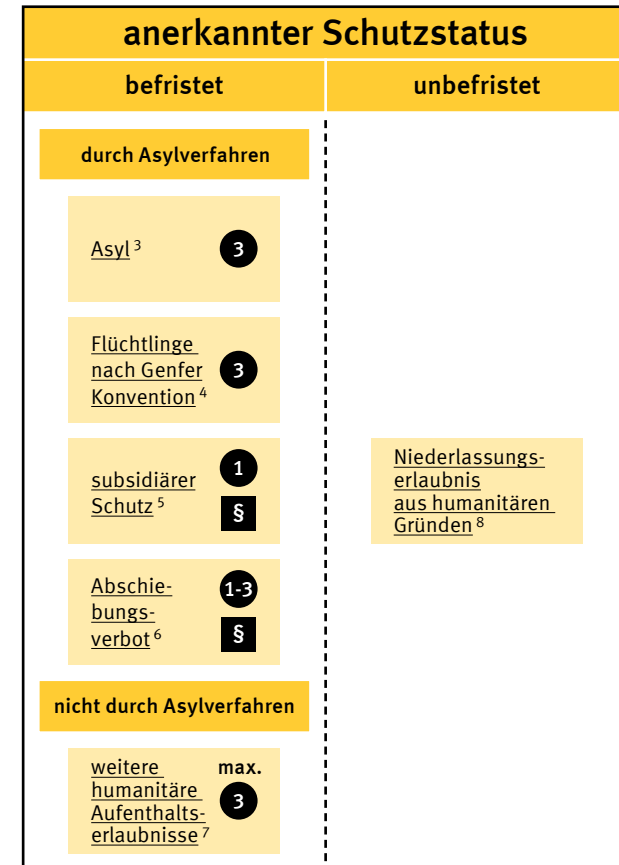 anerkannter Schutzstatus
befristet
unbefristet
durch Asylverfahren
Asyl 3
3
Flüchtlinge
nach Genfer
Konvention 4
3
subsidiärer
Schutz 5
1
§
Abschie-
bungs-
verbot 6
1-3
§
nicht durch Asylverfahren
weitere
humanitäre
Aufenthalts-
erlaubnisse 7
max.
3
Niederlassungs-
erlaubnis
aus humanitären
Gründen 8